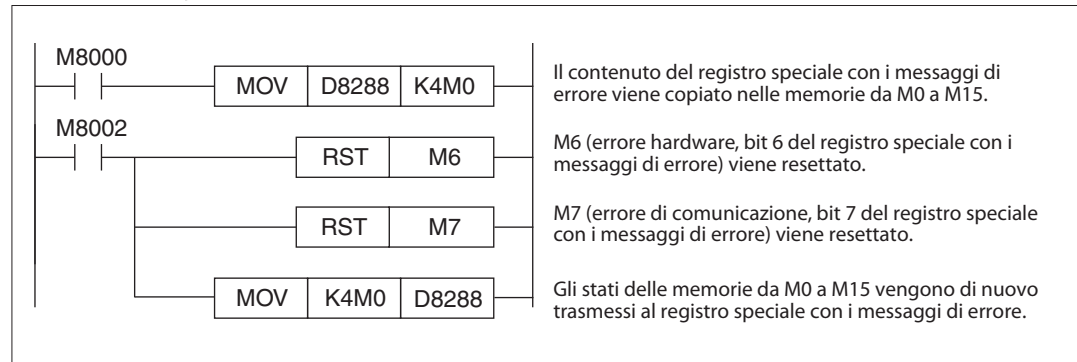 M8000
MOV D8288 K4M0
Il contenuto del registro speciale con i messaggi di
errore viene copiato nelle memorie da M0 a M15.
M8002
RST M6
M6 (errore hardware, bit 6 del registro speciale con i
messaggi di errore) viene resettato.
RST M7
M7 (errore di comunicazione, bit 7 del registro speciale
con i messaggi di errore) viene resettato.
MOV K4M0 D8288
Gli stati delle memorie da M0 a M15 vengono di nuovo
trasmessi al registro speciale con i messaggi di errore.